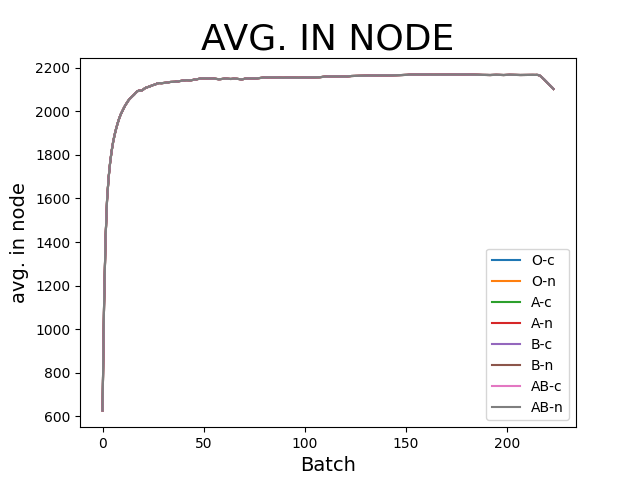 AVG. IN NODE
avg. in node
2200
2000
1800
1600
1400
1200
1000
800
600
O-c
O-n
A-c
A-n
B-c
B-n
AB-c
AB-n
0 50 100 150 200
Batch